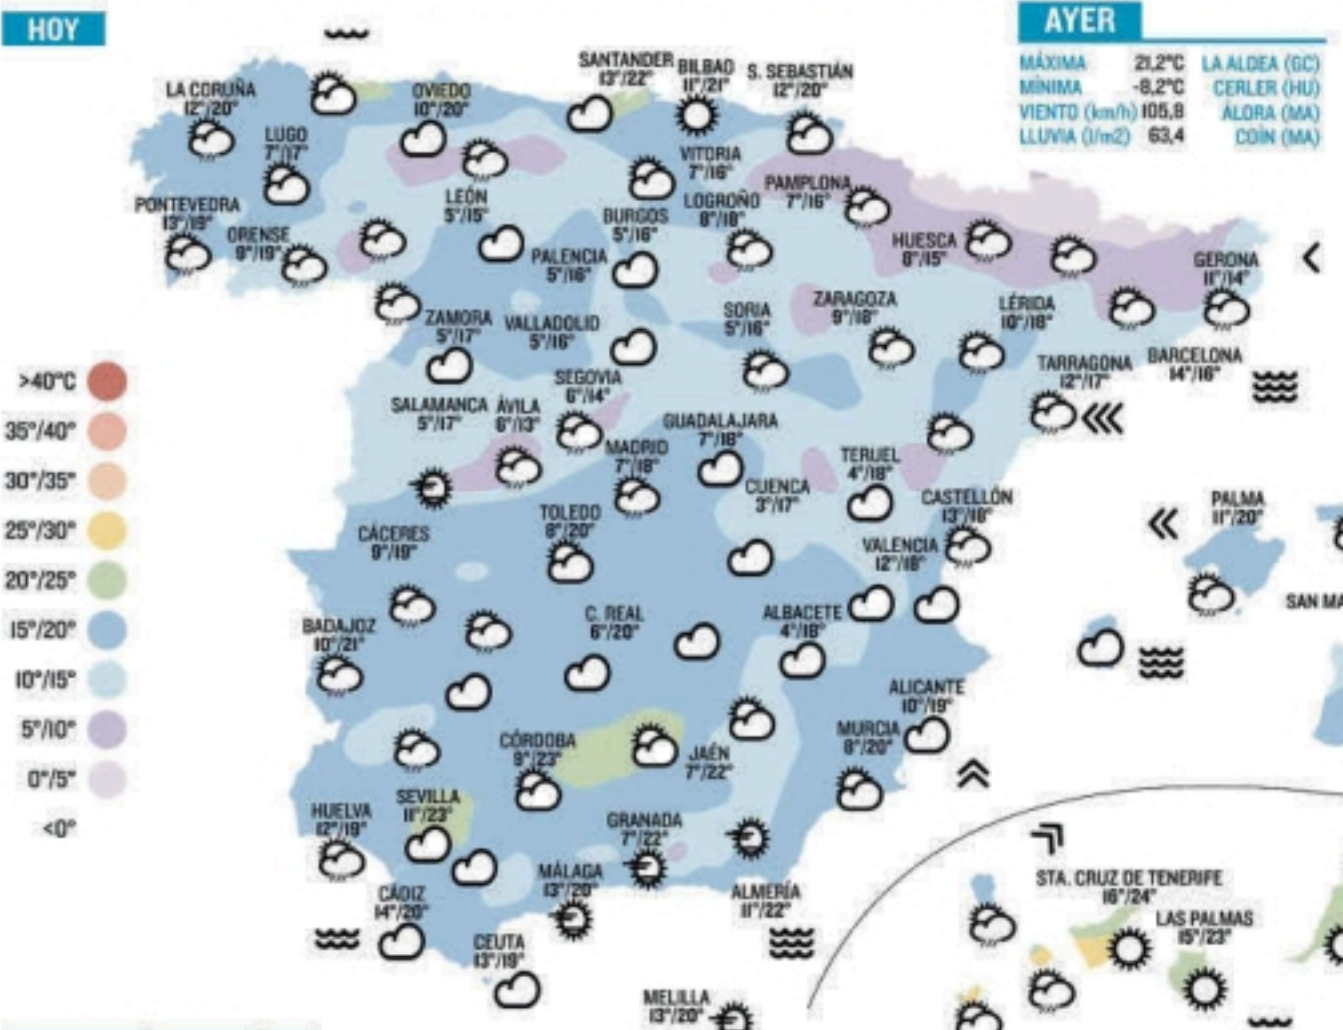 HOY
AYER
MÁXIMA 21,2°C LA ALDEA (GC)
MÍNIMA -8,2°C CERLER (HU)
VIENTO (km/h) 105,8 ÁLORA (MA)
LLUVIA (l/m2) 63,4 COÍN (MA)
LA CORUÑA
12°/20°
OVIEDO
10°/20°
SANTANDER
13°/22°
BILBAO
11°/21°
S. SEBASTIÁN
12°/20°
LUGO
7°/17°
VITORIA
7°/16°
PAMPLONA
7°/16°
PONTEVEDRA
13°/19°
ORENSE
9°/19°
LEÓN
5°/15°
BURGOS
5°/16°
LOGROÑO
8°/18°
HUESCA
8°/15°
GERONA
11°/14°
PALENCIA
5°/16°
ZAMORA
5°/17°
VALLADOLID
5°/16°
SORIA
5°/16°
ZARAGOZA
9°/18°
LÉRIDA
10°/18°
TARRAGONA
12°/17°
BARCELONA
14°/16°
>40°C
35°/40°
30°/35°
25°/30°
20°/25°
15°/20°
10°/15°
5°/10°
0°/5°
<0°
SEGOVIA
6°/14°
SALAMANCA
5°/17°
ÁVILA
6°/13°
GUADALAJARA
7°/18°
MADRID
7°/18°
CUENCA
3°/17°
TERUEL
4°/18°
CASTELLÓN
13°/18°
PALMA
11°/20°
CÁCERES
9°/19°
TOLEDO
8°/20°
VALENCIA
12°/18°
SAN MA
BADAJOZ
10°/21°
C. REAL
6°/20°
ALBACETE
4°/18°
ALICANTE
10°/19°
MURCIA
8°/20°
CÓRDOBA
9°/23°
JAÉN
7°/22°
HUELVA
12°/19°
SEVILLA
11°/23°
GRANADA
7°/22°
MÁLAGA
13°/20°
ALMERÍA
11°/22°
CÁDIZ
14°/20°
CEUTA
13°/19°
MELILLA
13°/20°
STA. CRUZ DE TENERIFE
16°/24°
LAS PALMAS
15°/23°